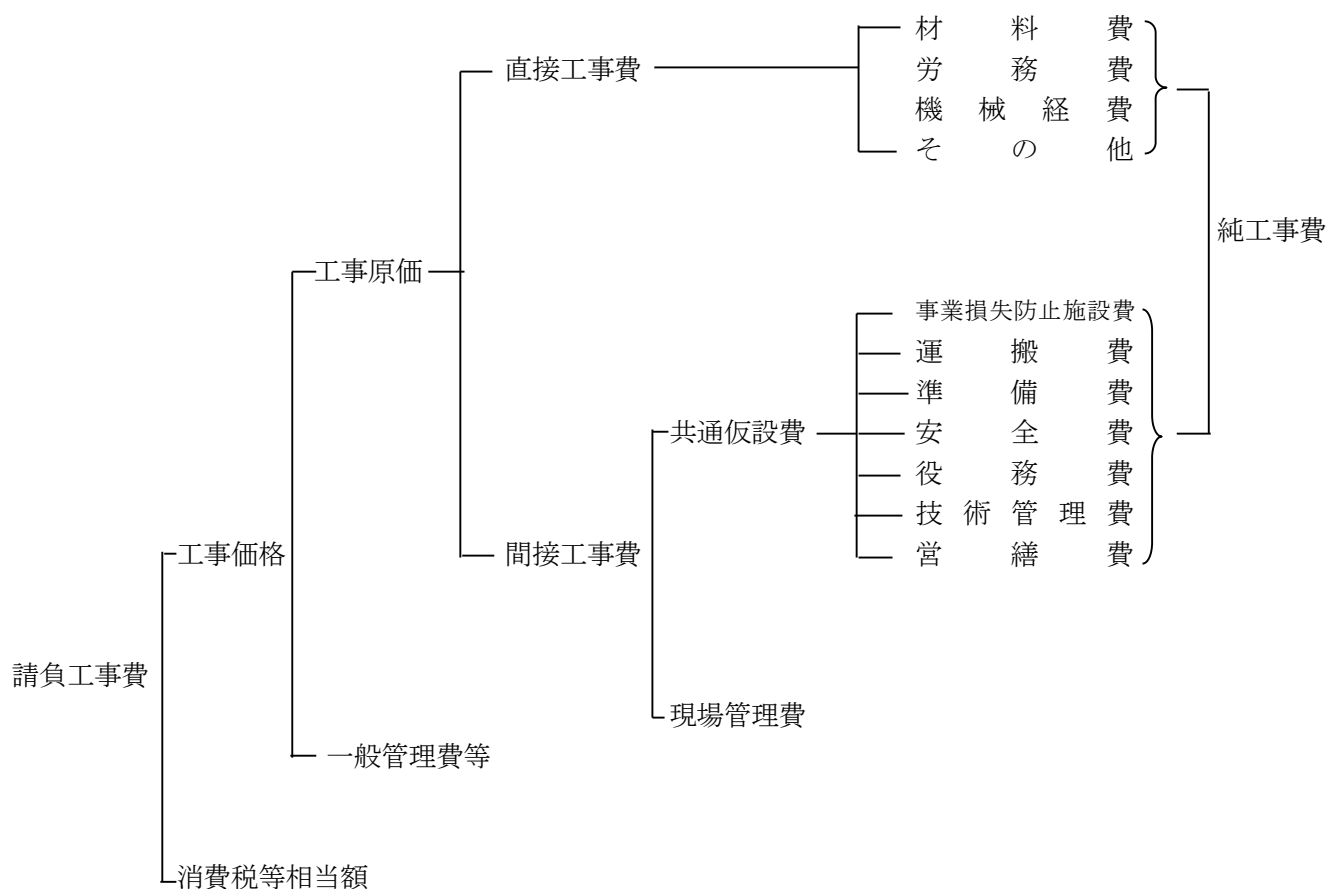 材料費
直接工事費
労務費
機械経費
その他
純工事費
工事原価
事業損失防止施設費
運搬費
準備費
共通仮設費
安全費
役務費
技術管理費
工事価格
間接工事費
営繕費
請負工事費
現場管理費
一般管理費等
消費税等相当額